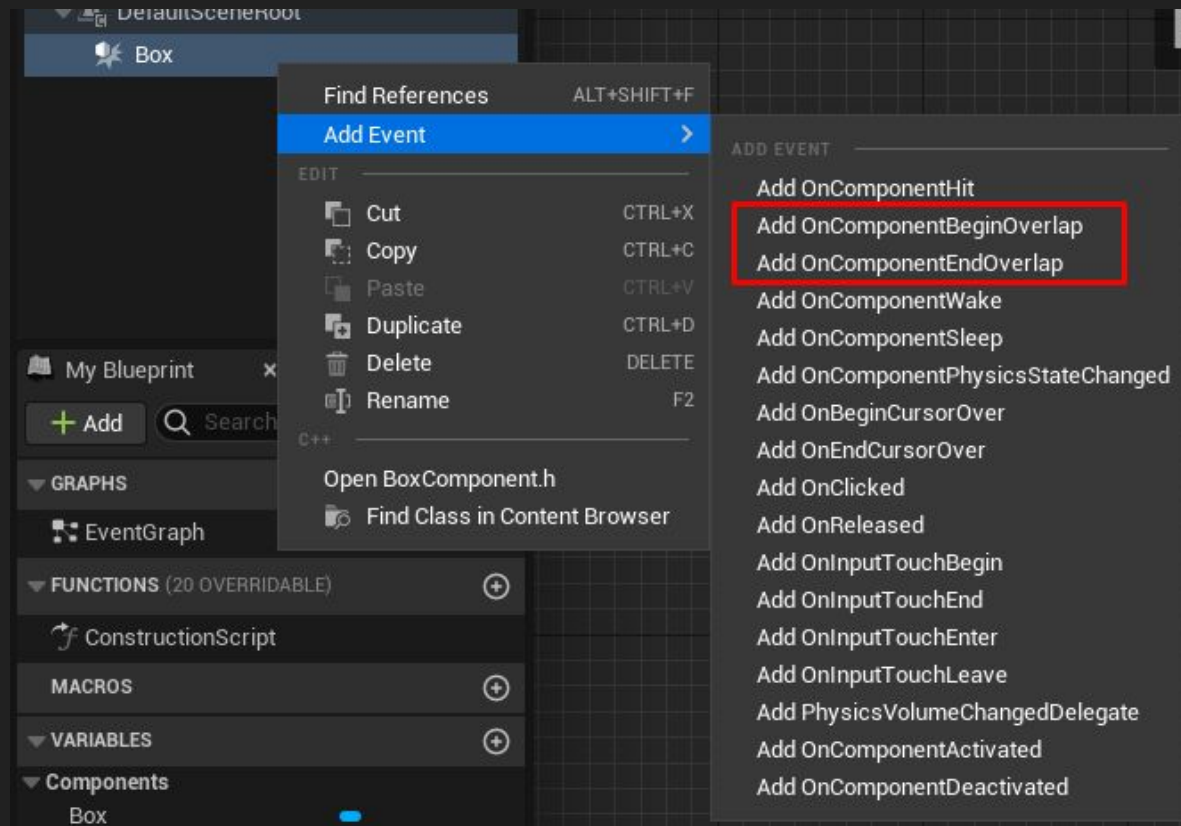 DefaultSceneRoot
Box
Find References ALT+SHIFT+F
Add Event
EDIT
Cut CTRL+X
Copy CTRL+C
Paste CTRL+V
Duplicate CTRL+D
Delete DELETE
Rename F2
C++
Open BoxComponent.h
Find Class in Content Browser
ADD EVENT
Add OnComponentHit
Add OnComponentBeginOverlap
Add OnComponentEndOverlap
Add OnComponentWake
Add OnComponentSleep
Add OnComponentPhysicsStateChanged
Add OnBeginCursorOver
Add OnEndCursorOver
Add OnClicked
Add OnReleased
Add OnInputTouchBegin
Add OnInputTouchEnd
Add OnInputTouchEnter
Add OnInputTouchLeave
Add PhysicsVolumeChangedDelegate
Add OnComponentActivated
Add OnComponentDeactivated
My Blueprint
Add Search
GRAPHS
EventGraph
FUNCTIONS (20 OVERRIDABLE)
ConstructionScript
MACROS
VARIABLES
Components
Box